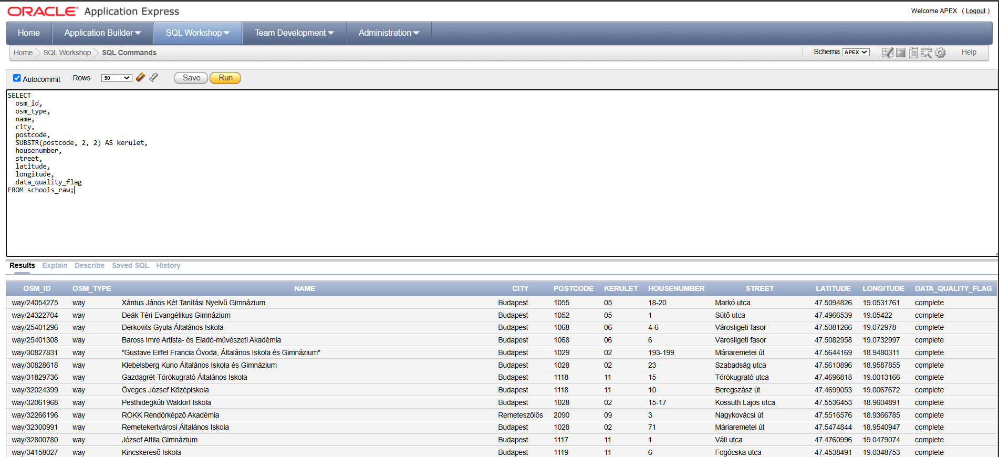 ORACLE® Application Express
Welcome APEX ( Logout )
Home Application Builder SQL Workshop Team Development Administration
Home SQL Workshop SQL Commands
Schema APEX Help
Autocommit Rows 50 Save Run
SELECT
osm_id,
osm_type,
name,
city,
postcode,
SUBSTR(postcode, 2, 2) AS kerulet,
housenumber,
street,
latitude,
longitude,
data_quality_flag
FROM schools_raw;
Results Explain Describe Saved SQL History
OSM_ID OSM_TYPE NAME CITY POSTCODE KERULET HOUSENUMBER STREET LATITUDE LONGITUDE DATA_QUALITY_FLAG
way/24054275 way Xántus János Két Tanítási Nyelvű Gimnázium Budapest 1055 05 18-20 Markó utca 47.5094826 19.0531761 complete
way/24322704 way Deák Téri Evangélikus Gimnázium Budapest 1052 05 1 Sütő utca 47.4966539 19.05422 complete
way/25401296 way Derkovits Gyula Általános Iskola Budapest 1068 06 4-6 Városligeti fasor 47.5081266 19.072978 complete
way/25401308 way Baross Imre Artista- és Eladó-művészeti Akadémia Budapest 1068 06 6 Városligeti fasor 47.5082958 19.0732997 complete
way/30827831 way "Gustave Eiffel Francia Óvoda, Általános Iskola és Gimnázium" Budapest 1029 02 193-199 Máriaremetei út 47.5644169 18.9480311 complete
way/30828618 way Klebelsberg Kuno Általános Iskola és Gimnázium Budapest 1028 02 23 Szabadság utca 47.5610896 18.9587855 complete
way/31829736 way Gazdagrét-Törökugrató Általános Iskola Budapest 1118 11 15 Törökugrató utca 47.4696818 19.0013166 complete
way/32024399 way Öveges József Középiskola Budapest 1118 11 10 Beregszász út 47.4699053 19.0067672 complete
way/32061968 way Pesthidegkúti Waldorf Iskola Budapest 1028 02 15-17 Kossuth Lajos utca 47.5536453 18.9604891 complete
way/32266196 way ROKK Rendőrképző Akadémia Remeteszőlős 2090 09 3 Nagykovácsi út 47.5516576 18.9366785 complete
way/32300991 way Remetekertvárosi Általános Iskola Budapest 1028 02 71 Máriaremetei út 47.5474844 18.9540947 complete
way/32800780 way József Attila Gimnázium Budapest 1117 11 1 Váli utca 47.4760996 19.0479074 complete
way/34158027 way Kincskereső Iskola Budapest 1119 11 6 Fogócska utca 47.4538491 19.0348753 complete